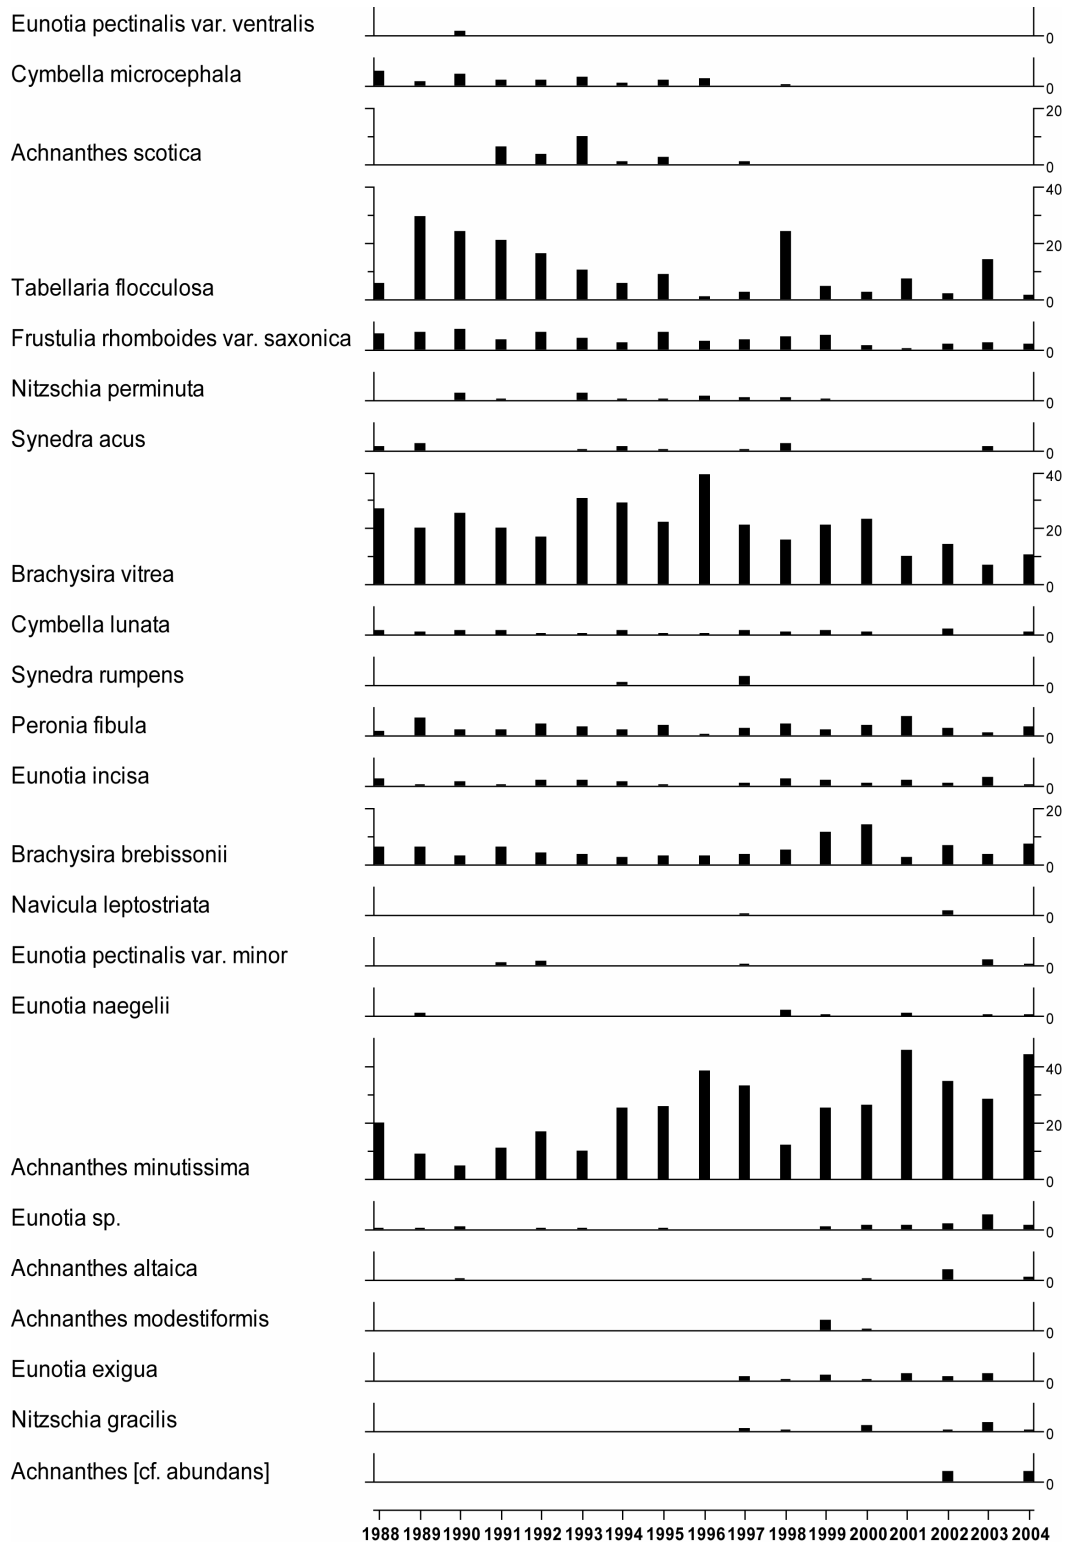 Eunotia pectinalis var. ventralis
0
Cymbella microcephala
0
20
Achnanthes scotica
0
40
20
Tabellaria flocculosa
0
Frustulia rhomboides var. saxonica
0
Nitzschia perminuta
0
Synedra acus
0
40
20
Brachysira vitrea
0
Cymbella lunata
0
Synedra rumpens
0
Peronia fibula
0
Eunotia incisa
0
20
Brachysira brebissonii
0
Navicula leptostriata
0
Eunotia pectinalis var. minor
0
Eunotia naegelii
0
40
20
Achnanthes minutissima
0
Eunotia sp.
0
Achnanthes altaica
0
Achnanthes modestiformis
0
Eunotia exigua
0
Nitzschia gracilis
0
Achnanthes [cf. abundans]
0
1988 1989 1990 1991 1992 1993 1994 1995 1996 1997 1998 1999 2000 2001 2002 2003 2004